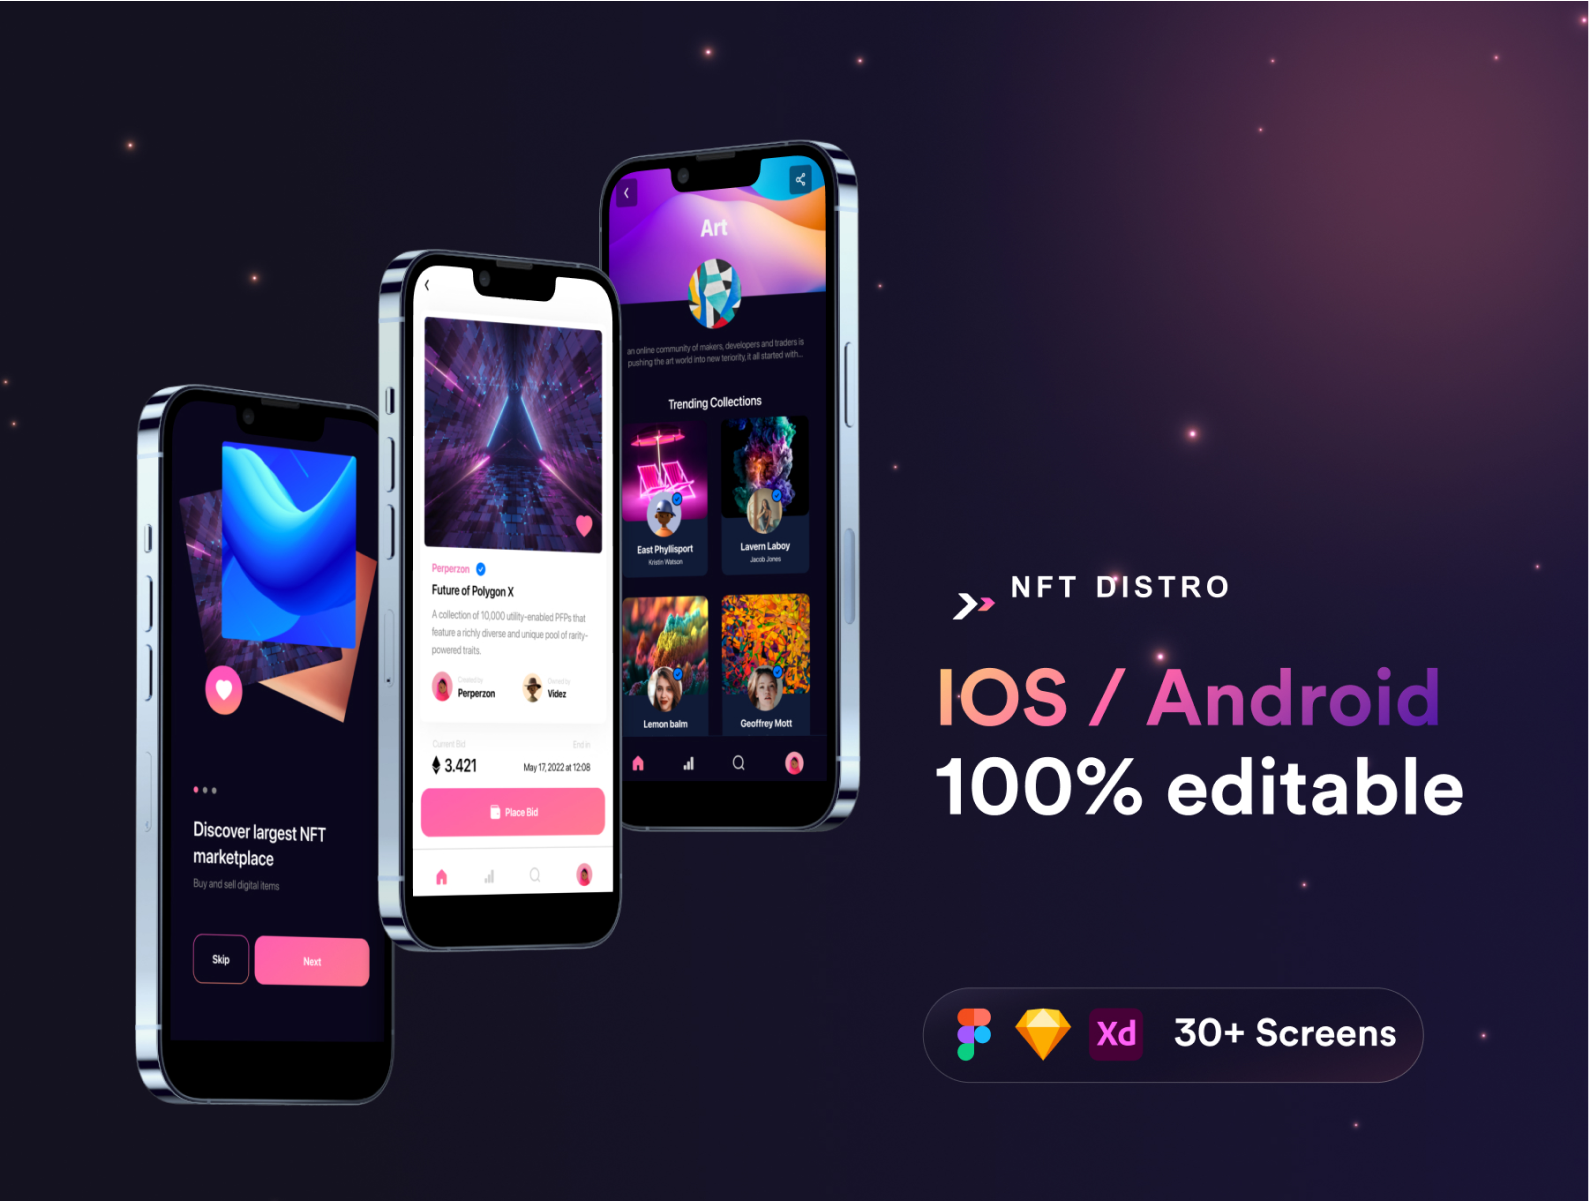 Art
an online community of makers, developers and traders is
pushing the art world into new teriority, it all started with...
Trending Collections
East Phyllisport
Kristin Watson
Lavern Laboy
Jacob Jones
Lemon balm
Geoffrey Mott
Perperzon
Future of Polygon X
A collection of 10,000 utility-enabled PFPs that
feature a richly diverse and unique pool of rarity-
powered traits.
Created by
Perperzon
Owned by
Videz
Current Bid
End in
3.421
May 17, 2022 at 12:08
Place Bid
Discover largest NFT
marketplace
Buy and sell digital items
Skip
Next
NFT DISTRO
IOS / Android
100% editable
Xd
30+ Screens